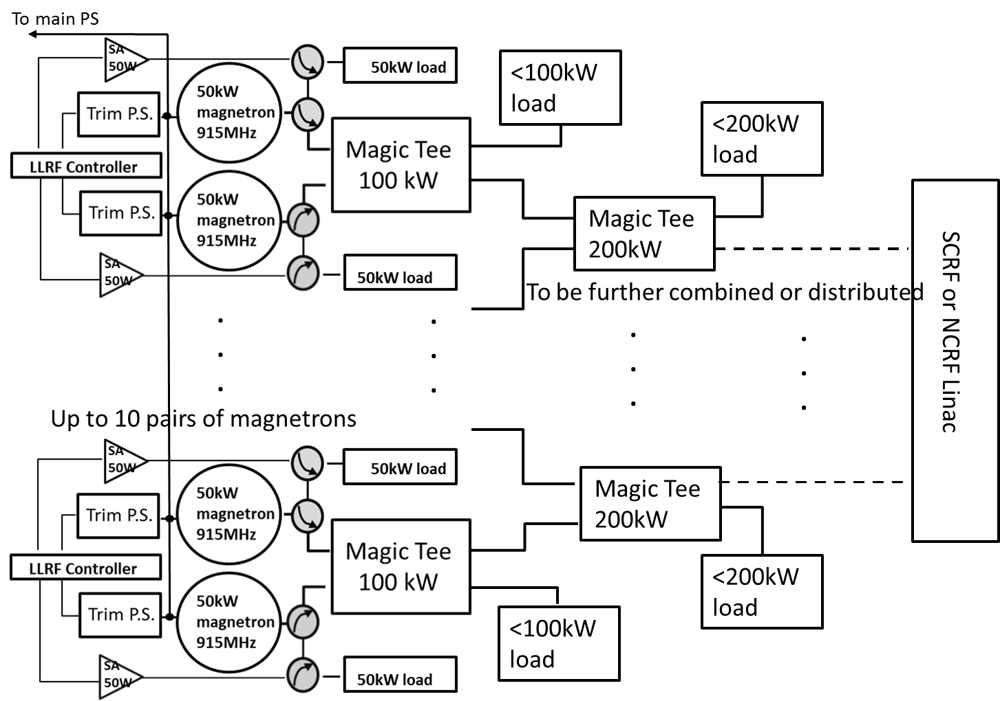 To main PS
SA
50W
50kW load
<100kW
load
50kW
magnetron
915MHz
Trim P.S.
<200kW
load
Magic Tee
100 kW
LLRF Controller
50kW
magnetron
915MHz
Trim P.S.
Magic Tee
200kW
SA
50W
50kW load
To be further combined or distributed
SCRF or NCRF Linac
Up to 10 pairs of magnetrons
SA
50W
50kW load
50kW
magnetron
915MHz
Trim P.S.
Magic Tee
200kW
Magic Tee
100 kW
LLRF Controller
<200kW
load
50kW
magnetron
915MHz
Trim P.S.
<100kW
load
SA
50W
50kW load